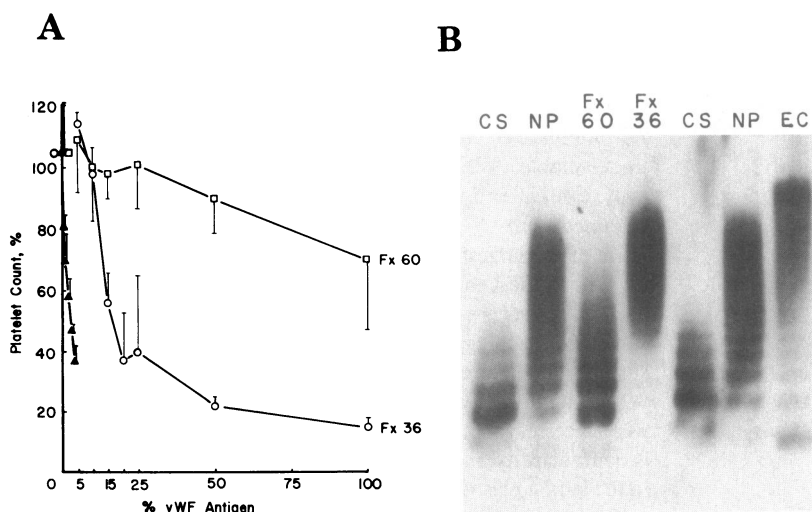 A
Platelet Count, %
120
100
80
60
40
20
0 5 15 25 50 75 100
% vWF Antigen
Fx 60
Fx 36
B
CS NP Fx 60 Fx 36 CS NP EC